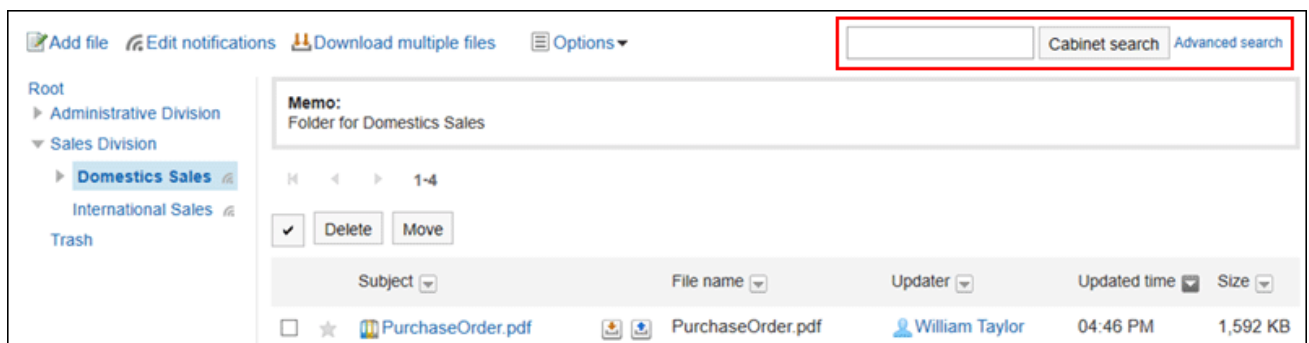 Add file Edit notifications Download multiple files Options
Cabinet search Advanced search
Root
Administrative Division
Sales Division
Domestics Sales
International Sales
Trash
Memo:
Folder for Domestics Sales
1-4
Delete Move
Subject File name Updater Updated time Size
PurchaseOrder.pdf PurchaseOrder.pdf William Taylor 04:46 PM 1,592 KB